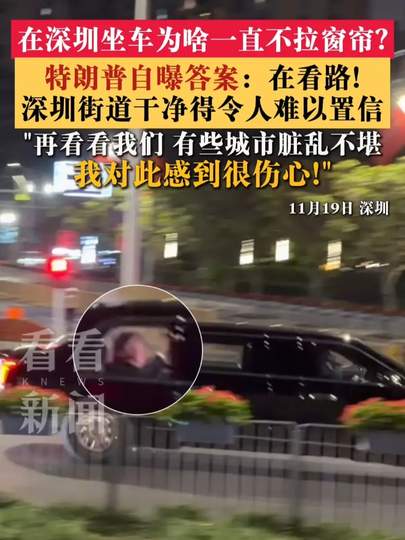 在深圳坐车为啥一直不拉窗帘?
特朗普自曝答案：在看路!
深圳街道干净得令人难以置信
"再看看我们 有些城市脏乱不堪
我对此感到很伤心!"
11月19日 深圳
看看
KNEWS
新闻